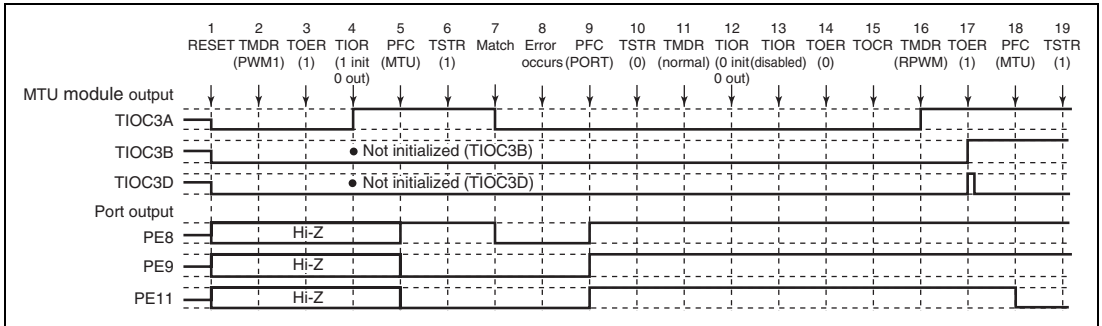 1 2 3 4 5 6 7 8 9 10 11 12 13 14 15 16 17 18 19
RESET TMDR TOER TIOR PFC TSTR Match Error PFC TSTR TMDR TIOR TIOR TOER TOCR TMDR TOER PFC TSTR
(PWM1) (1) (1 init (MTU) (1) occurs (PORT) (0) (normal) (0 init (disabled) (0) (RPWM) (1) (MTU) (1)
0 out) 0 out)
MTU module output
TIOC3A
TIOC3B • Not initialized (TIOC3B)
TIOC3D • Not initialized (TIOC3D)
Port output
PE8 Hi-Z
PE9 Hi-Z
PE11 Hi-Z